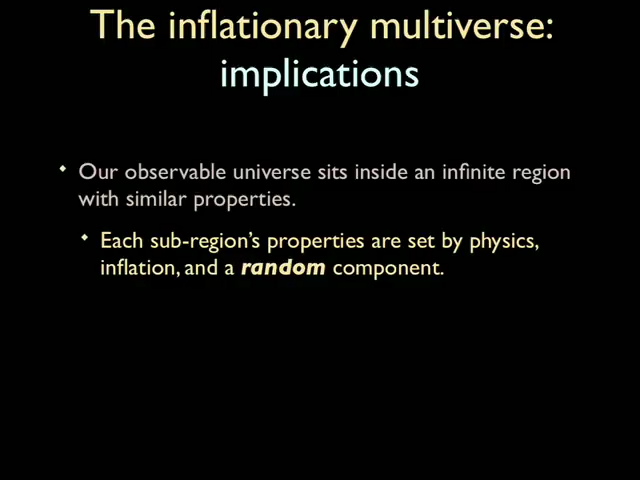 The inflationary multiverse:
implications
Our observable universe sits inside an infinite region
with similar properties.
Each sub-region's properties are set by physics,
inflation, and a random component.